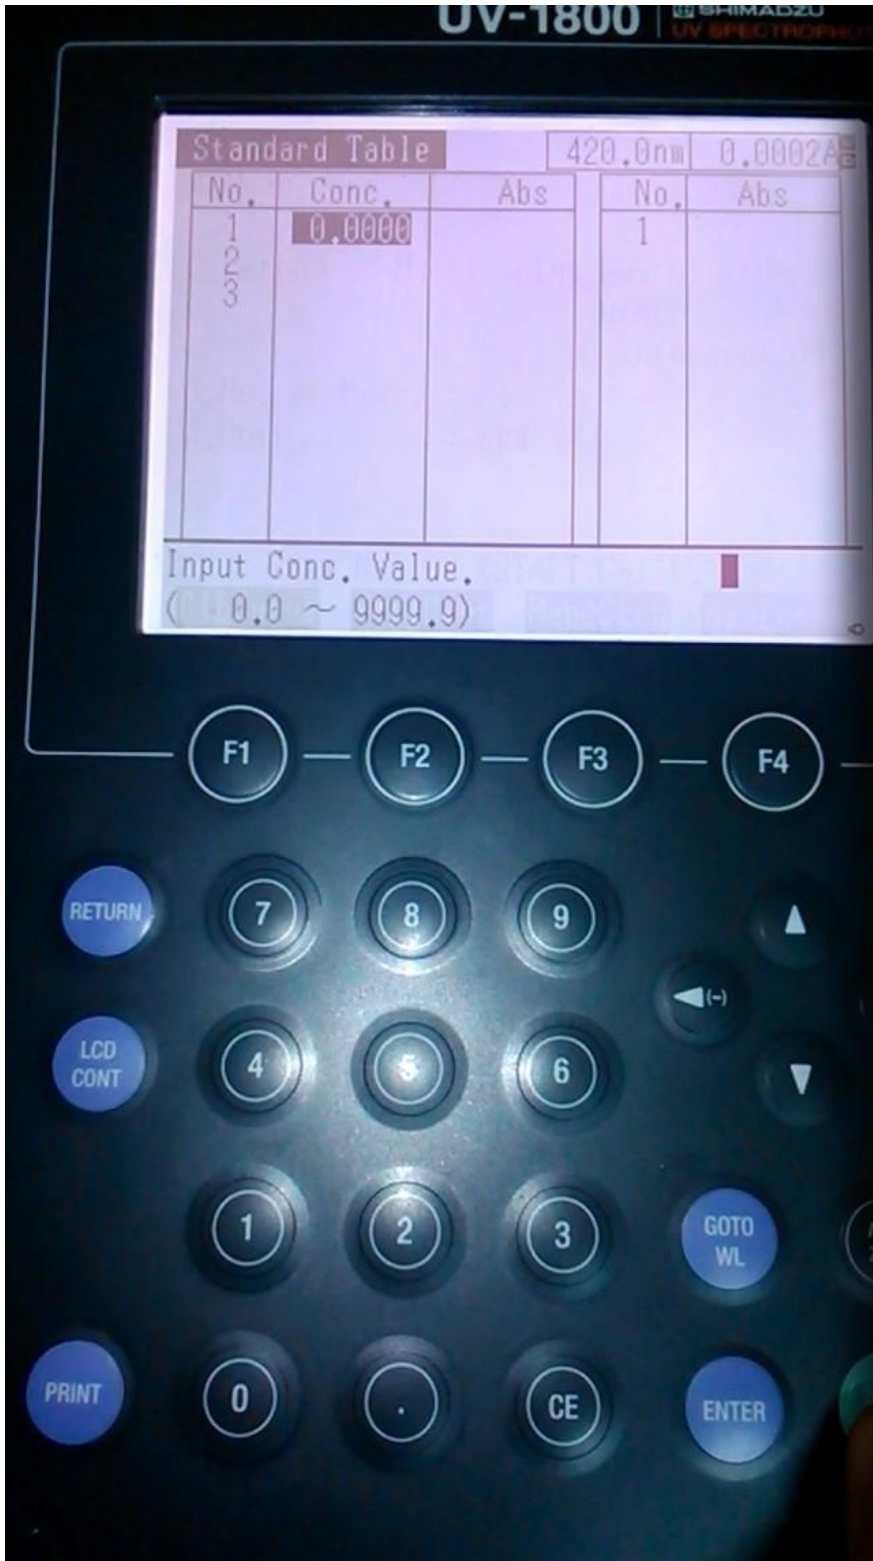 UV-1800 SHIMADZU
UV SPECTROPHO
Standard Table 420.0nm 0.0002A
No. Conc. Abs No. Abs
1 0.0000 1
2
3
Input Conc. Value.
( 0.0 ~ 9999.9)
F1 F2 F3 F4
RETURN 7 8 9
(-)
LCD
CONT
4 5 6
1 2 3
GOTO
WL
PRINT 0 . CE ENTER